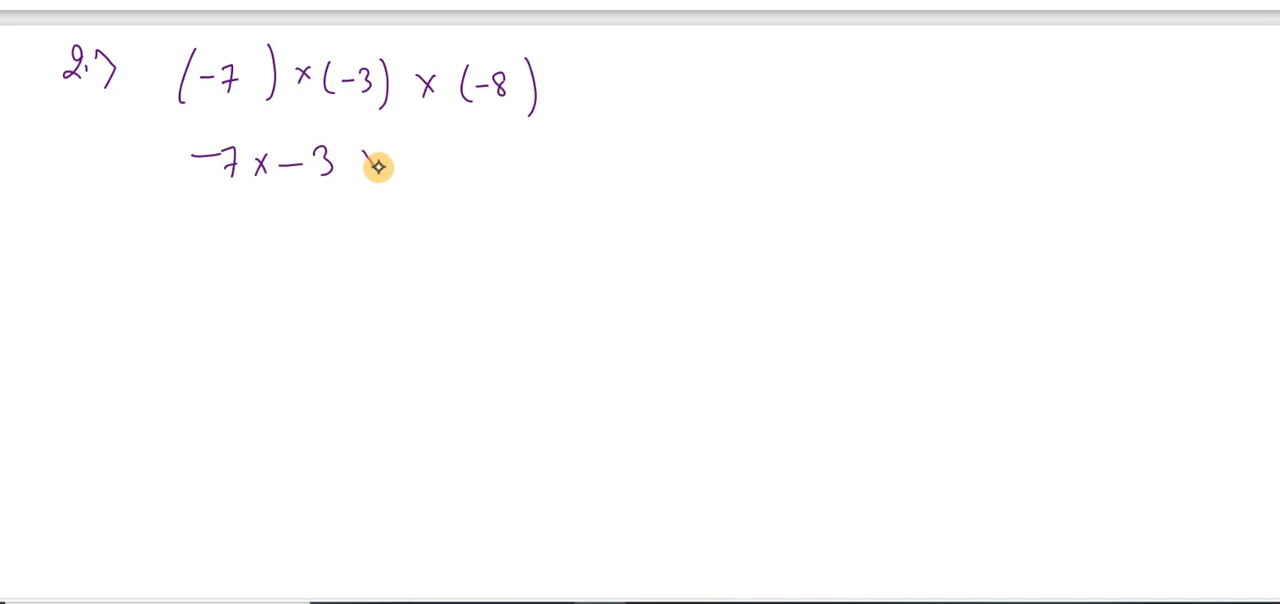 2.> (-7) × (-3) × (-8)
-7 × -3